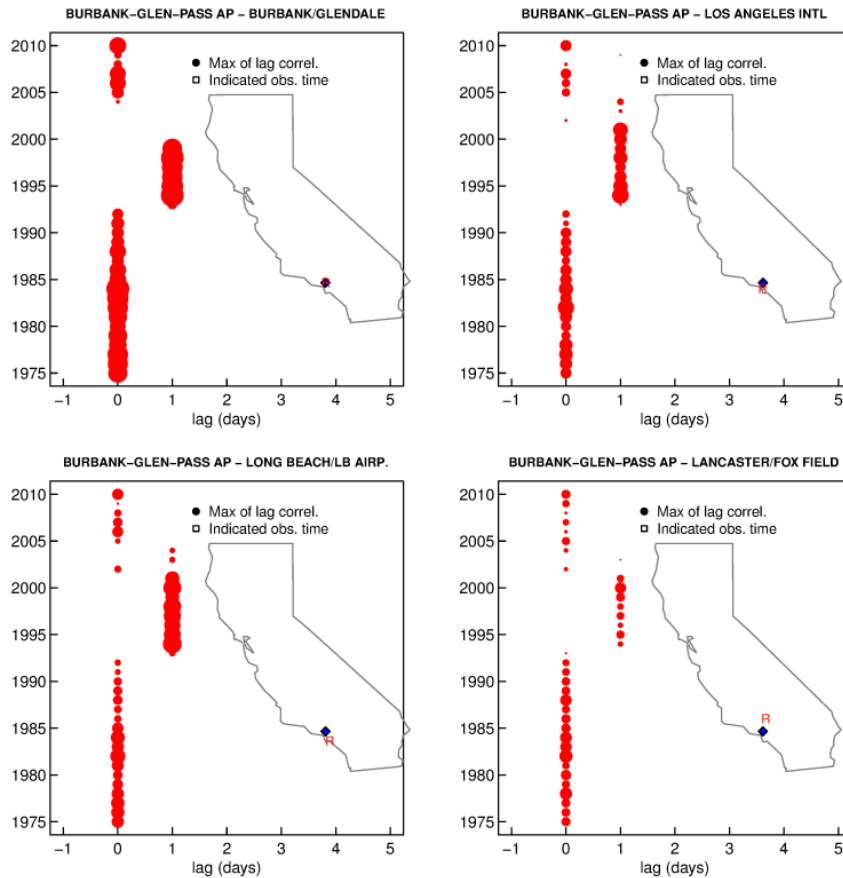 BURBANK−GLEN−PASS AP − BURBANK/GLENDALE
Max of lag correl.
Indicated obs. time
2010
2005
2000
1995
1990
1985
1980
1975
R
−1 0 1 2 3 4 5
lag (days)
BURBANK−GLEN−PASS AP − LOS ANGELES INTL
Max of lag correl.
Indicated obs. time
2010
2005
2000
1995
1990
1985
1980
1975
R
−1 0 1 2 3 4 5
lag (days)
BURBANK−GLEN−PASS AP − LONG BEACH/LB AIRP.
Max of lag correl.
Indicated obs. time
2010
2005
2000
1995
1990
1985
1980
1975
R
−1 0 1 2 3 4 5
lag (days)
BURBANK−GLEN−PASS AP − LANCASTER/FOX FIELD
Max of lag correl.
Indicated obs. time
2010
2005
2000
1995
1990
1985
1980
1975
R
−1 0 1 2 3 4 5
lag (days)